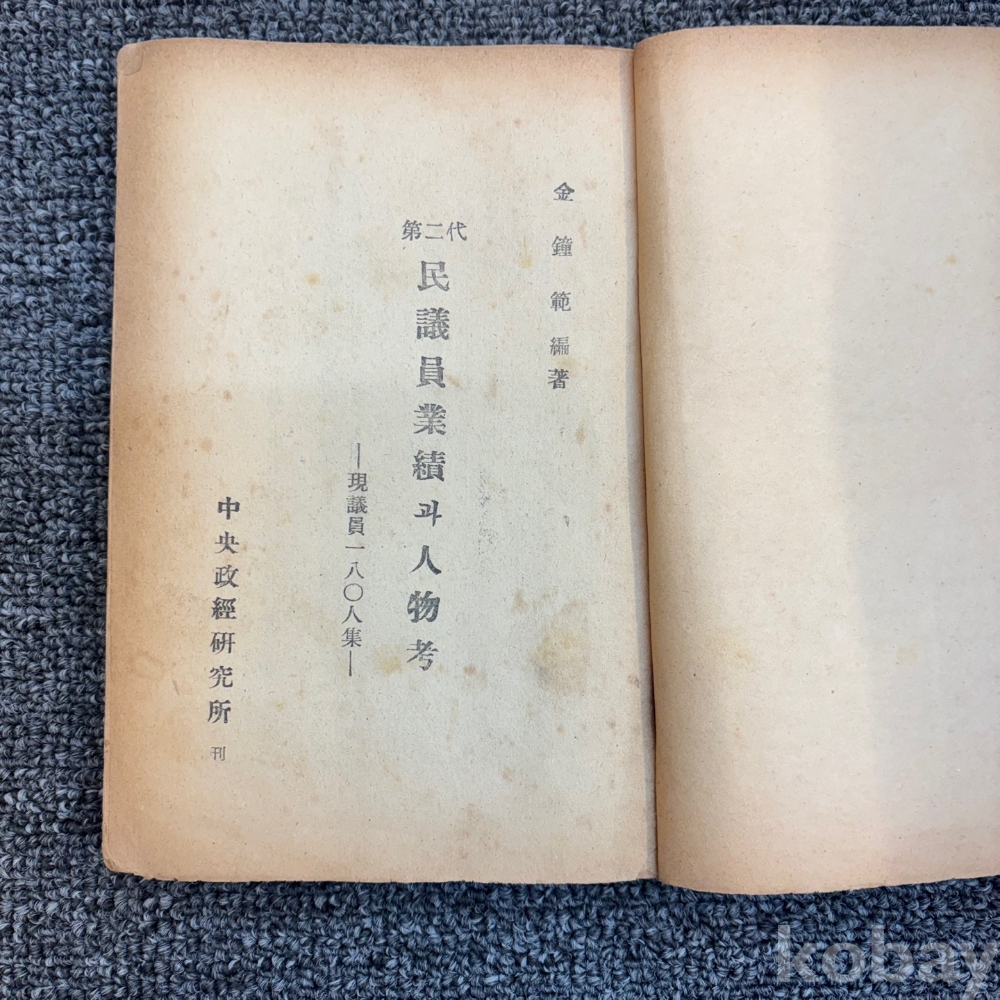 金鐘範編著
第二代
民議員業績과人物考
—現議員一八〇人集—
中央政經硏究所 刊
kobay